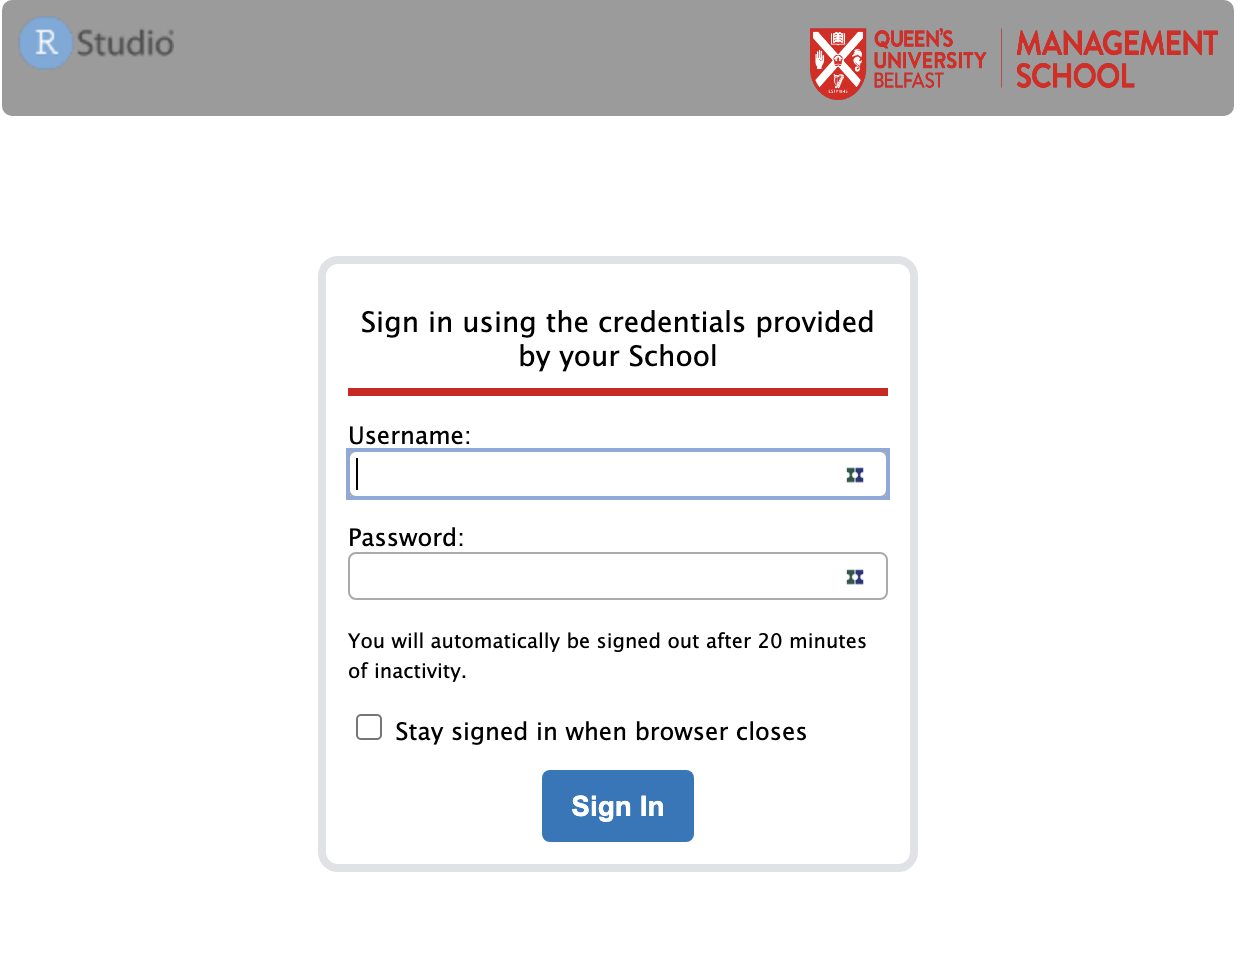 R Studio
QUEEN'S
UNIVERSITY
BELFAST
MANAGEMENT
SCHOOL
Sign in using the credentials provided
by your School
Username:
Password:
You will automatically be signed out after 20 minutes
of inactivity.
Stay signed in when browser closes
Sign In